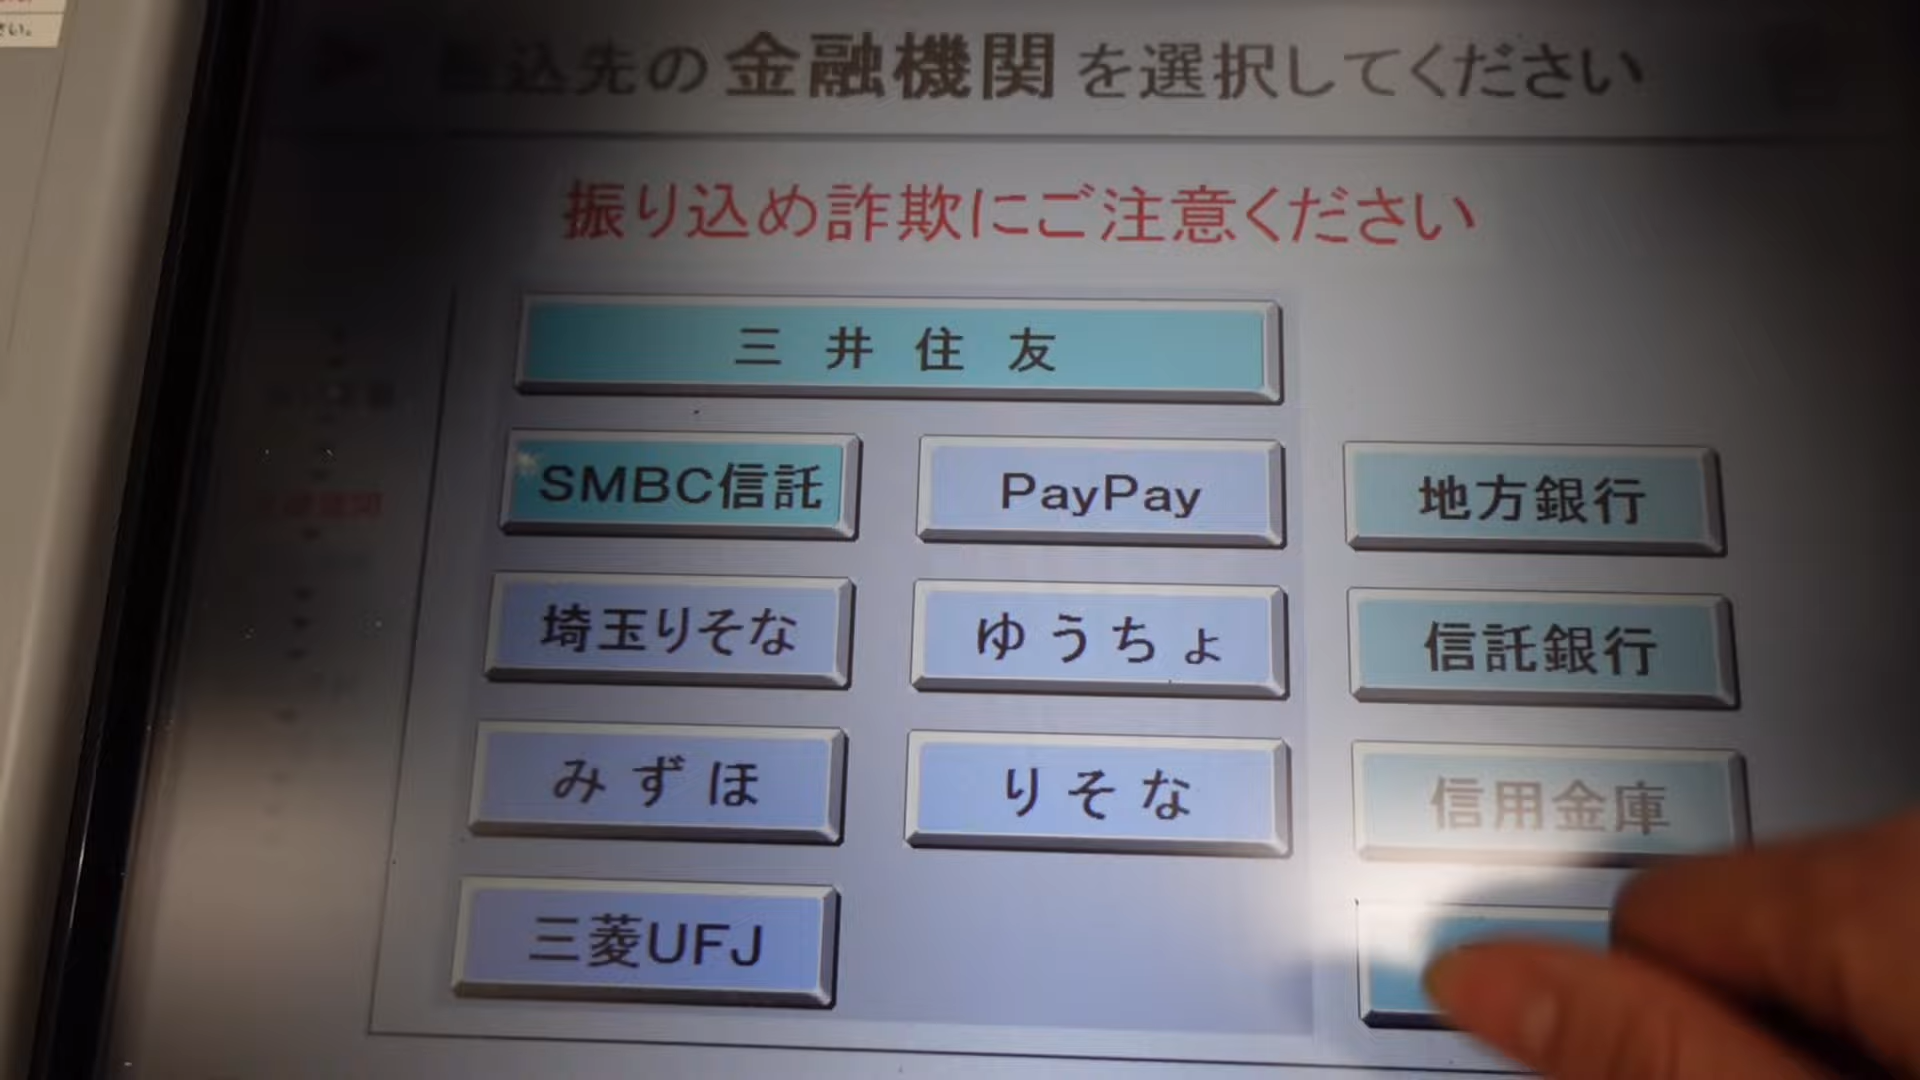 さい。
込先の金融機関を選択してください
振り込め詐欺にご注意ください
三井住友
SMBC信託
PayPay
地方銀行
埼玉りそな
ゆうちょ
信託銀行
みずほ
りそな
信用金庫
三菱UFJ